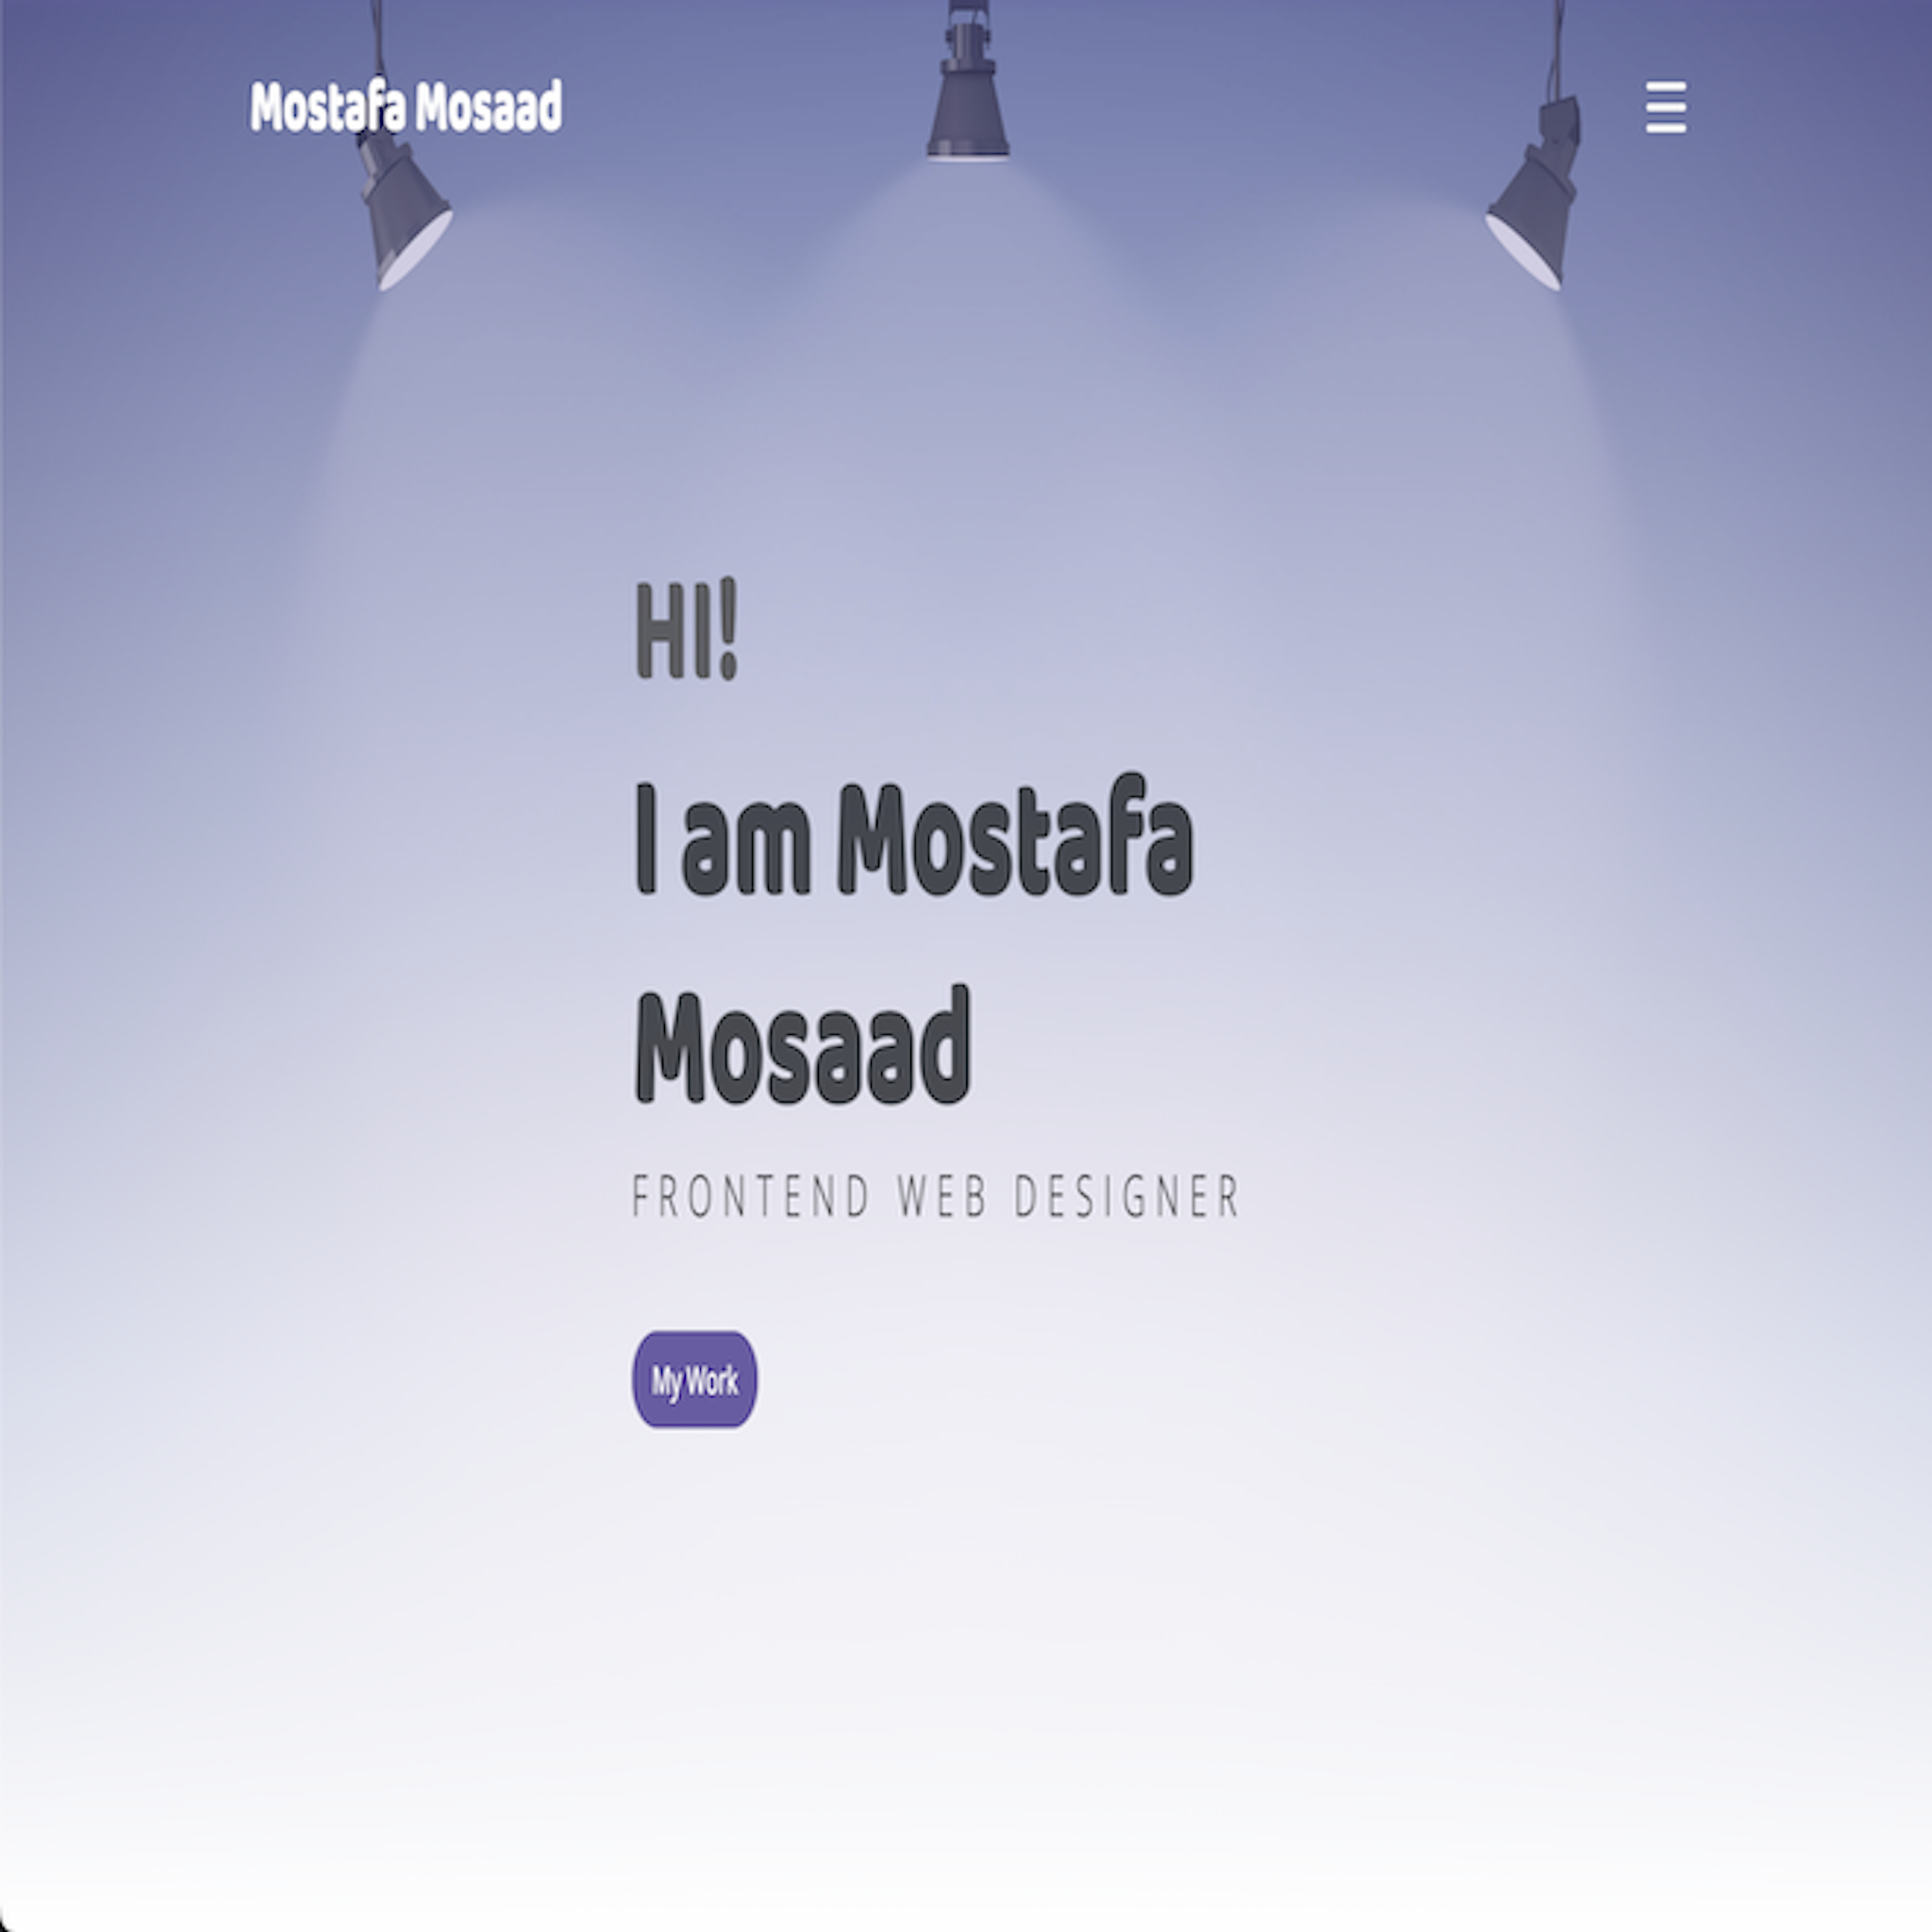 Mostafa Mosaad
HI!
I am Mostafa
Mosaad
FRONTEND WEB DESIGNER
My Work